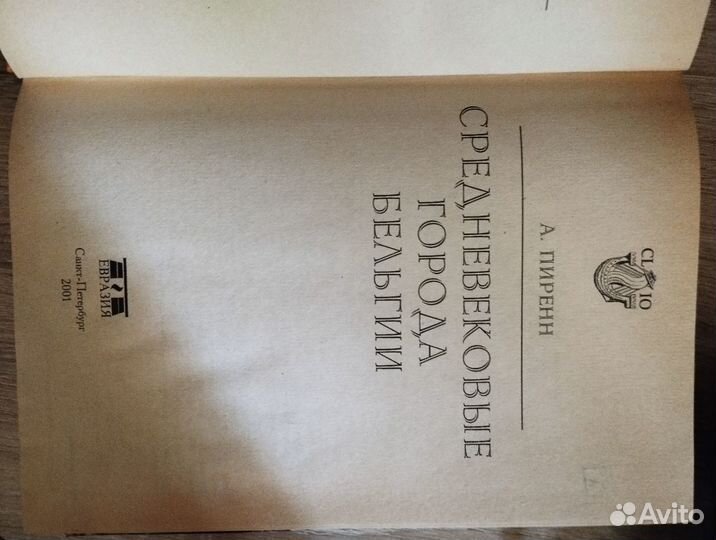 CLIO
А. ПИРЕНН
СРЕДНЕВЕКОВЫЕ
ГОРОДА
БЕЛЬГИИ
ЕВРАЗИЯ
Санкт-Петербург
2001
Avito